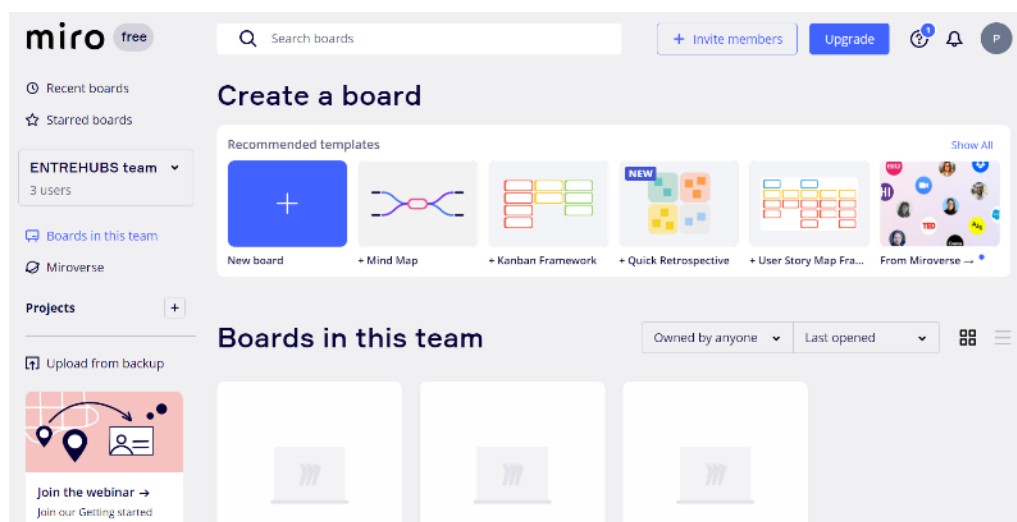 miro free
Search boards
+ Invite members
Upgrade
1
P
Recent boards
Starred boards
ENTREHUBS team
3 users
Boards in this team
Miroverse
Projects
+
Upload from backup
Join the webinar →
Join our Getting started
Create a board
Recommended templates
Show All
NEW
TED
New board
+ Mind Map
+ Kanban Framework
+ Quick Retrospective
+ User Story Map Fra...
From Miroverse →
Boards in this team
Owned by anyone
Last opened